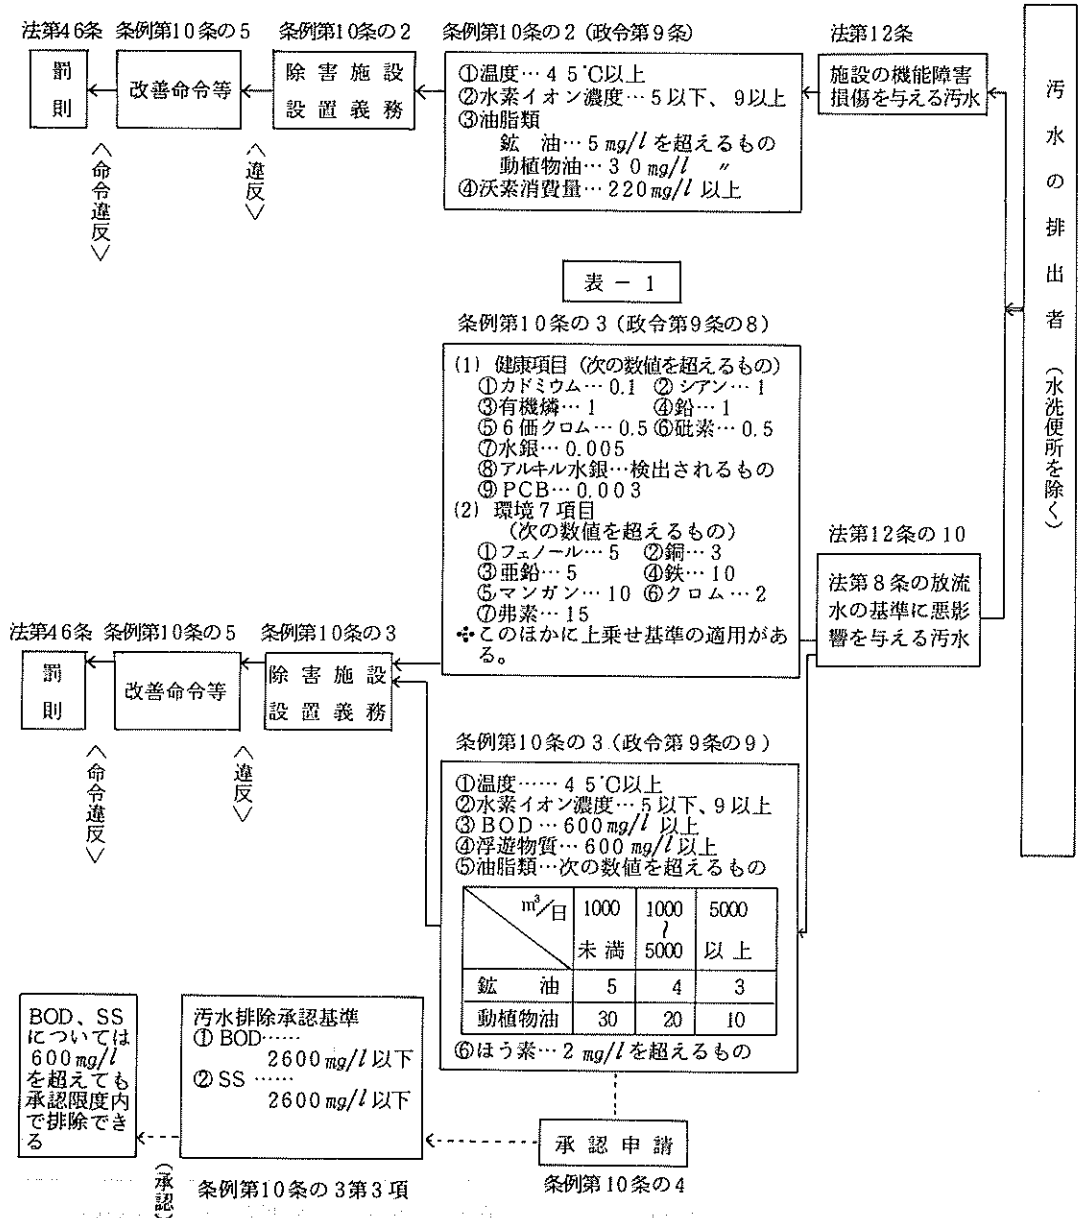 汚水の排出者（水洗便所を除く）
法第12条
施設の機能障害
損傷を与える汚水
条例第10条の2（政令第9条）
①温度…45℃以上
②水素イオン濃度…5以下、9以上
③油脂類
鉱　油…5mg/lを超えるもの
動植物油…30mg/l　〃
④沃素消費量…220mg/l以上
条例第10条の2
除害施設
設置義務
条例第10条の5
改善命令等
法第46条
罰
則
〈違反〉
〈命令違反〉
表－1
条例第10条の3（政令第9条の8）
(1) 健康項目（次の数値を超えるもの）
①カドミウム…0.1　②シアン…1
③有機燐…1　④鉛…1
⑤6価クロム…0.5　⑥砒素…0.5
⑦水銀…0.005
⑧アルキル水銀…検出されるもの
⑨PCB…0.003
(2) 環境7項目
（次の数値を超えるもの）
①フェノール…5　②銅…3
③亜鉛…5　④鉄…10
⑤マンガン…10　⑥クロム…2
⑦弗素…15
✣このほかに上乗せ基準の適用があ
る。
法第12条の10
法第8条の放流
水の基準に悪影
響を与える汚水
条例第10条の3
除害施設
設置義務
条例第10条の5
改善命令等
法第46条
罰
則
〈違反〉
〈命令違反〉
条例第10条の3（政令第9条の9）
①温度……45℃以上
②水素イオン濃度…5以下、9以上
③BOD…600mg/l以上
④浮遊物質…600mg/l以上
⑤油脂類…次の数値を超えるもの
m³/日　1000未満　1000～5000　5000以上
鉱　油　5　4　3
動植物油　30　20　10
⑥ほう素…2mg/lを超えるもの
承認申請
条例第10条の4
汚水排除承認基準
①BOD……
2600mg/l以下
②SS……
2600mg/l以下
条例第10条の3第3項
（承認）
BOD、SS
については
600mg/l
を超えても
承認限度内
で排除でき
る